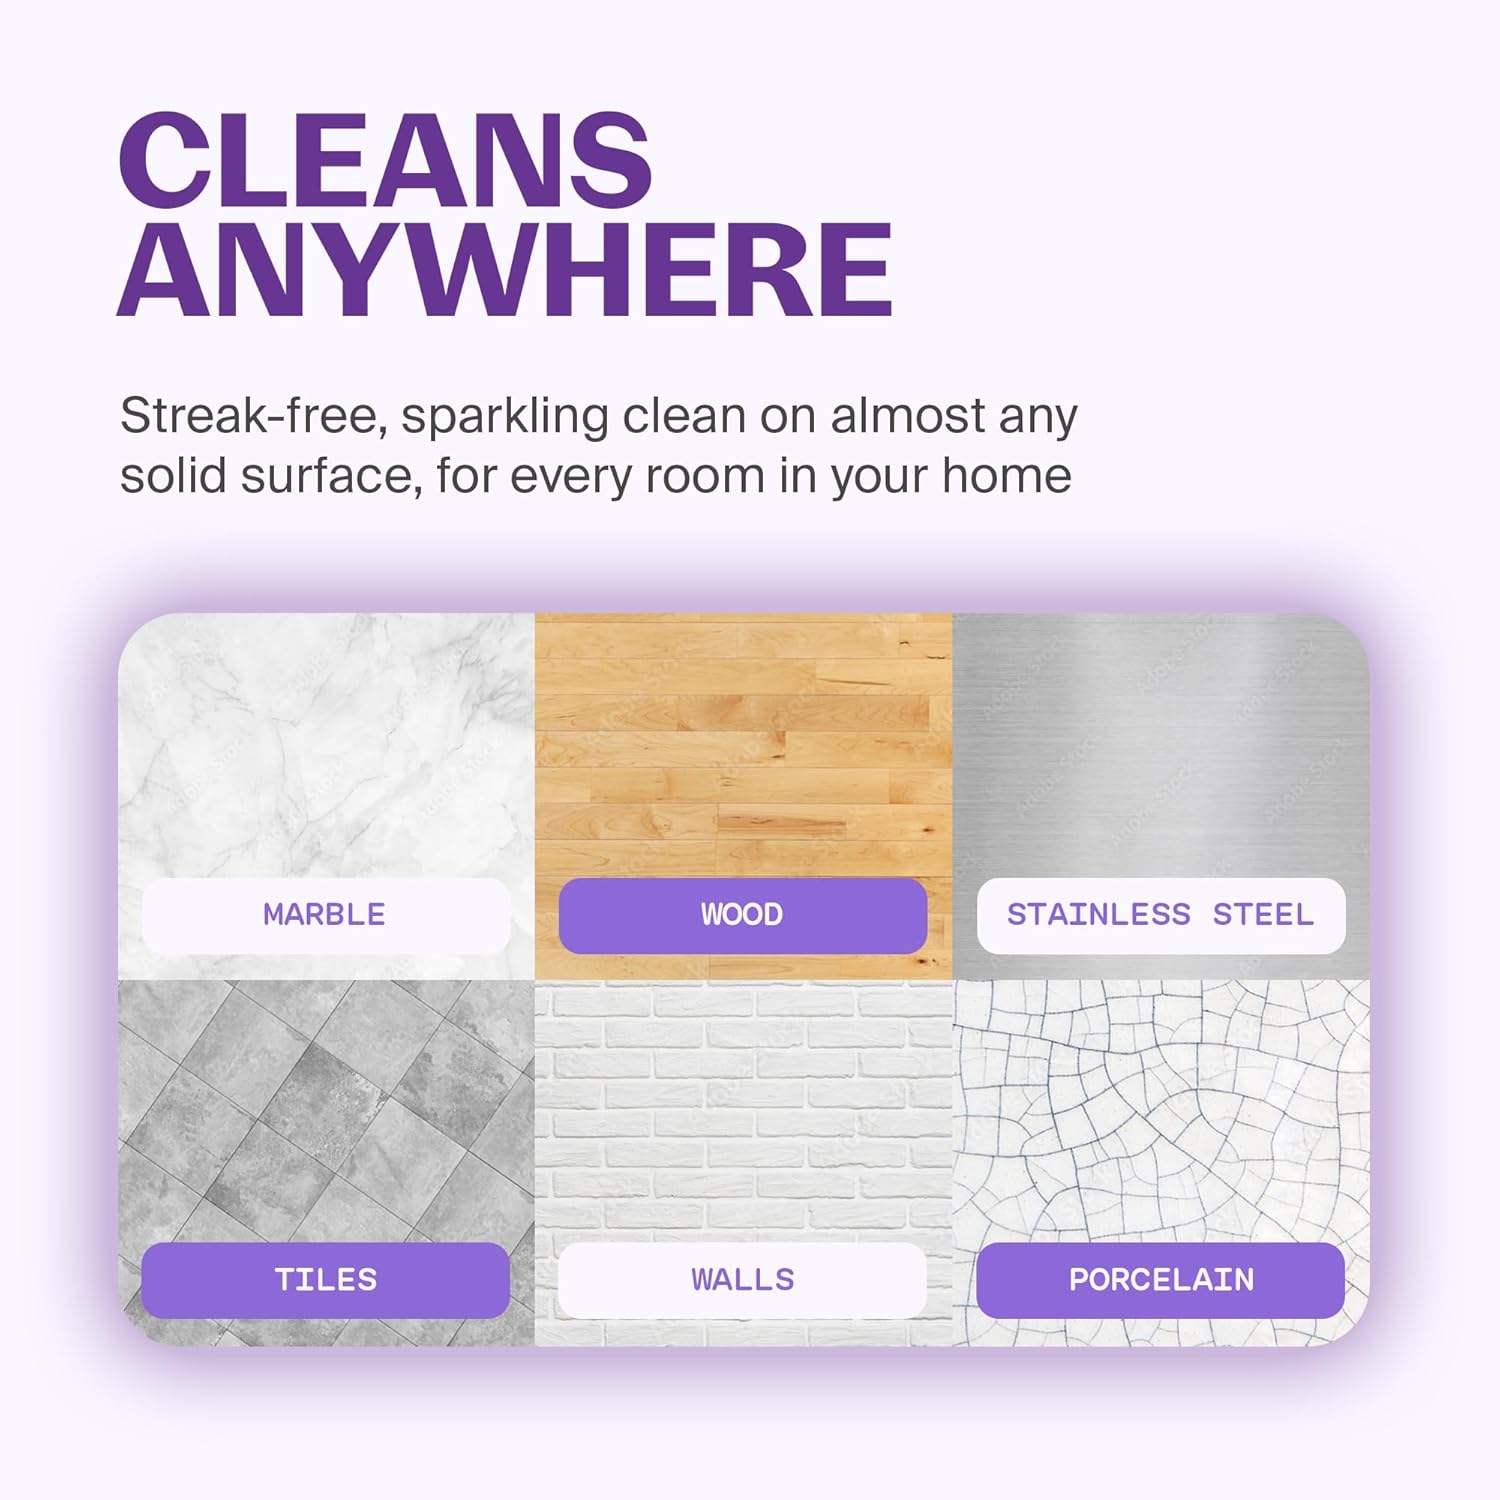 CLEANS
ANYWHERE
Streak-free, sparkling clean on almost any
solid surface, for every room in your home
MARBLE
WOOD
STAINLESS STEEL
TILES
WALLS
PORCELAIN